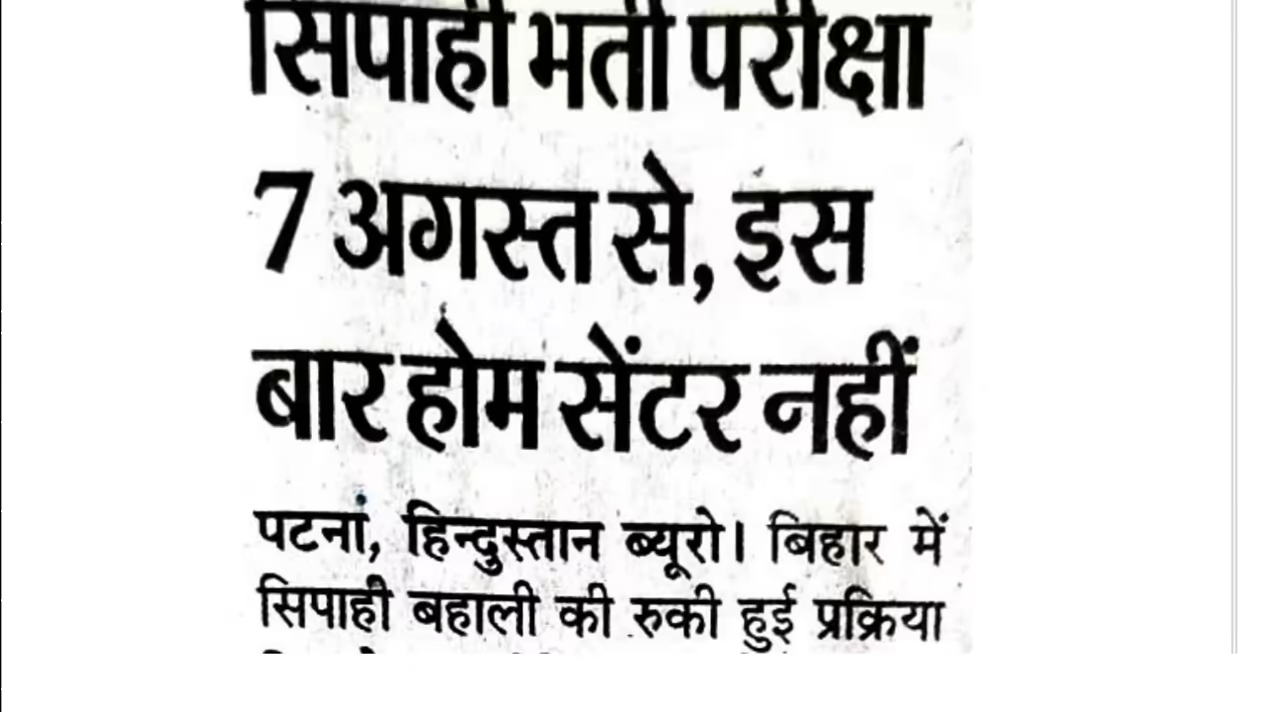 सिपाही भर्ती परीक्षा
7 अगस्त से, इस
बार होम सेंटर नहीं
पटना, हिन्दुस्तान ब्यूरो। बिहार में
सिपाही बहाली की रुकी हुई प्रक्रिया